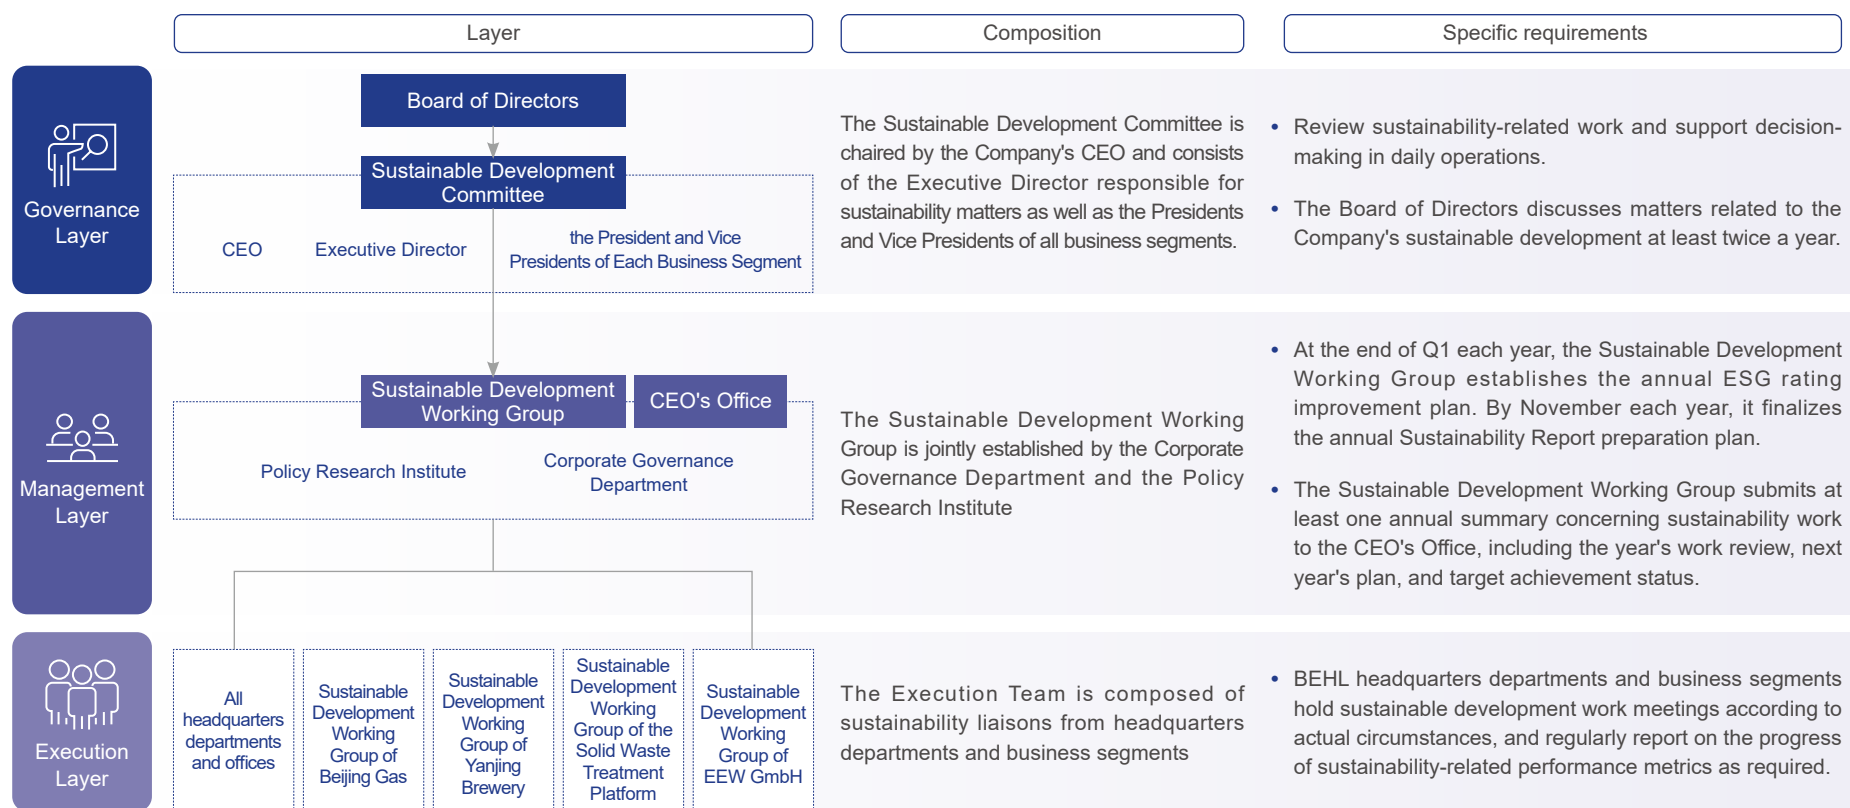 Layer
Composition
Specific requirements
Governance
Layer
Board of Directors
Sustainable Development
Committee
CEO
Executive Director
the President and Vice
Presidents of Each Business Segment
The Sustainable Development Committee is
chaired by the Company's CEO and consists
of the Executive Director responsible for
sustainability matters as well as the Presidents
and Vice Presidents of all business segments.
• Review sustainability-related work and support decision-
making in daily operations.
• The Board of Directors discusses matters related to the
Company's sustainable development at least twice a year.
Management
Layer
Sustainable Development
Working Group
CEO's Office
Policy Research Institute
Corporate Governance
Department
The Sustainable Development Working
Group is jointly established by the Corporate
Governance Department and the Policy
Research Institute
• At the end of Q1 each year, the Sustainable Development
Working Group establishes the annual ESG rating
improvement plan. By November each year, it finalizes
the annual Sustainability Report preparation plan.
• The Sustainable Development Working Group submits at
least one annual summary concerning sustainability work
to the CEO's Office, including the year's work review, next
year's plan, and target achievement status.
Execution
Layer
All
headquarters
departments
and offices
Sustainable
Development
Working
Group of
Beijing Gas
Sustainable
Development
Working
Group of
Yanjing
Brewery
Sustainable
Development
Working
Group of the
Solid Waste
Treatment
Platform
Sustainable
Development
Working
Group of
EEW GmbH
The Execution Team is composed of
sustainability liaisons from headquarters
departments and business segments
• BEHL headquarters departments and business segments
hold sustainable development work meetings according to
actual circumstances, and regularly report on the progress
of sustainability-related performance metrics as required.